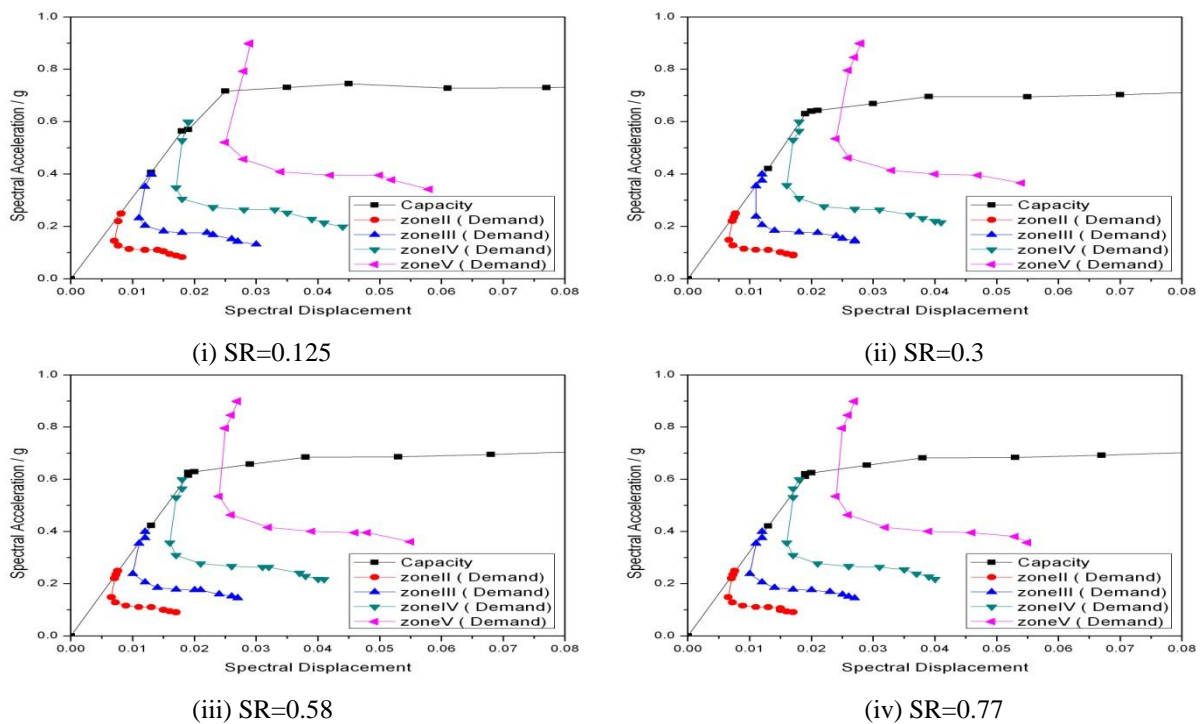 1.0
0.8
0.6
0.4
0.2
0.0
Spectral Acceleration / g
Capacity
zoneII ( Demand)
zoneIII ( Demand)
zoneIV ( Demand)
zoneV ( Demand)
0.00 0.01 0.02 0.03 0.04 0.05 0.06 0.07 0.08
Spectral Displacement
(i) SR=0.125
1.0
0.8
0.6
0.4
0.2
0.0
Spectral Acceleration / g
Capacity
zoneII ( Demand)
zoneIII ( Demand)
zoneIV ( Demand)
zoneV ( Demand)
0.00 0.01 0.02 0.03 0.04 0.05 0.06 0.07 0.08
Spectral Displacement
(ii) SR=0.3
1.0
0.8
0.6
0.4
0.2
0.0
Spectral Acceleration / g
Capacity
zoneII ( Demand)
zoneIII ( Demand)
zoneIV ( Demand)
zoneV ( Demand)
0.00 0.01 0.02 0.03 0.04 0.05 0.06 0.07 0.08
Spectral Displacement
(iii) SR=0.58
1.0
0.8
0.6
0.4
0.2
0.0
Spectral Acceleration / g
Capacity
zoneII ( Demand)
zoneIII ( Demand)
zoneIV ( Demand)
zoneV ( Demand)
0.00 0.01 0.02 0.03 0.04 0.05 0.06 0.07 0.08
Spectral Displacement
(iv) SR=0.77